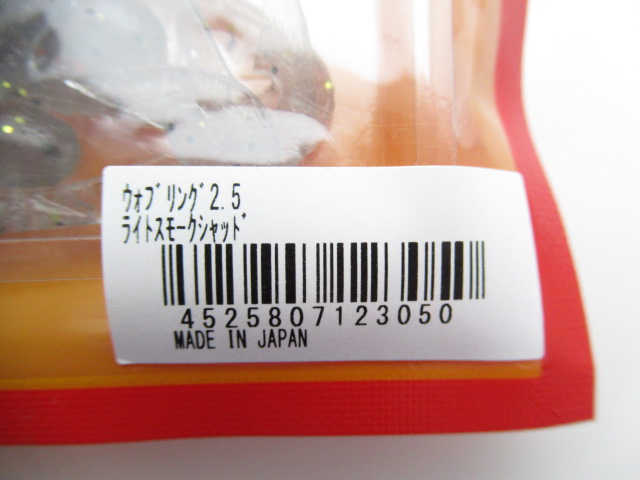 ｳｫﾌﾞﾘﾝｸﾞ2.5
ﾗｲﾄｽﾓｰｸｼｬｯﾄﾞ
4525807123050
MADE IN JAPAN